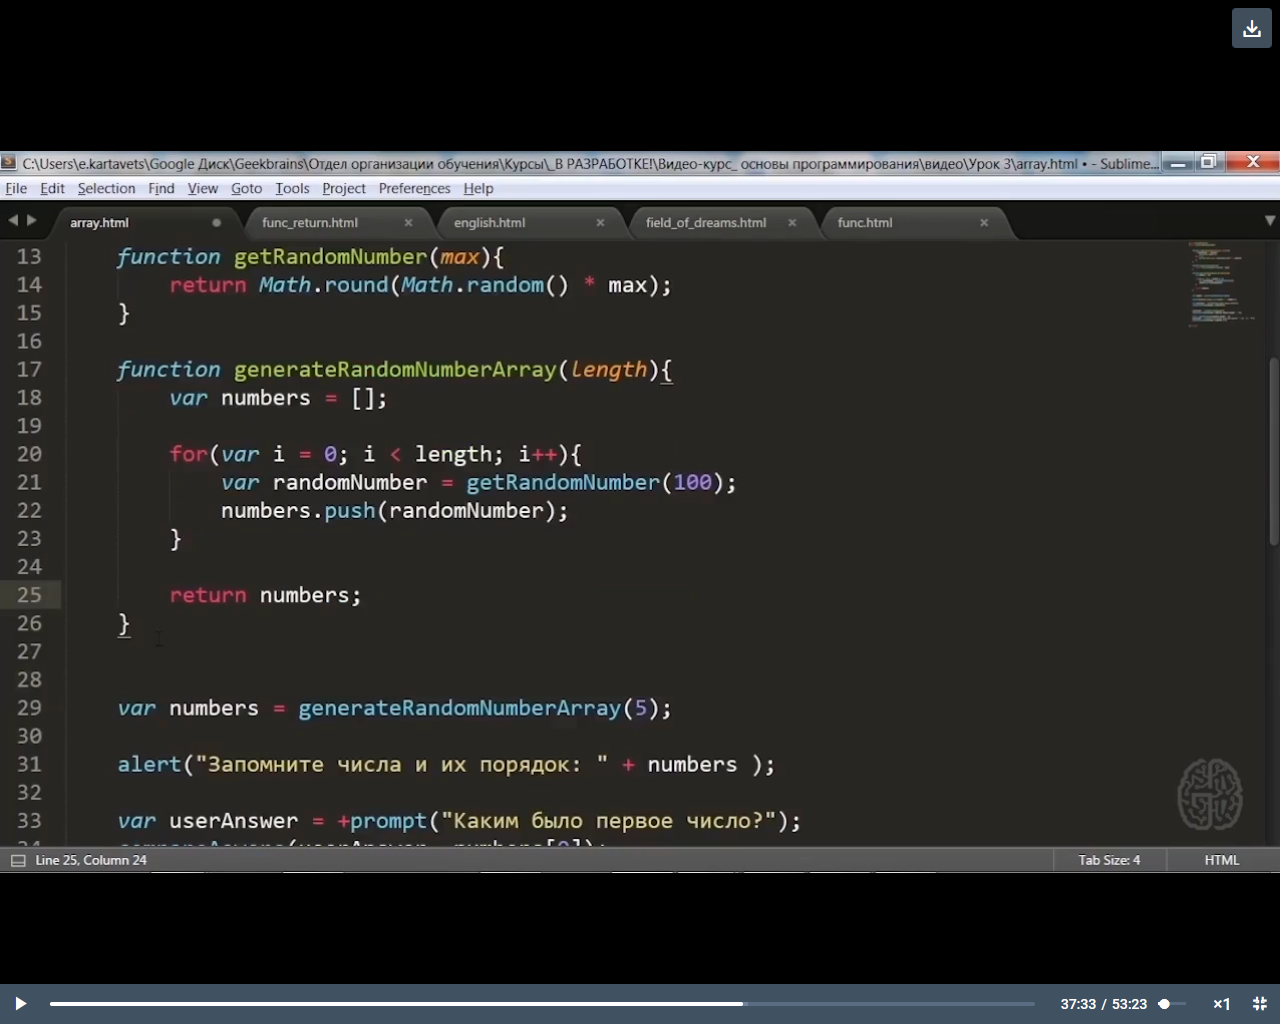 C:\Users\e.kartavets\Google Диск\Geekbrains\Отдел организации обучения\Курсы\_В РАЗРАБОТКЕ!\Видео-курс_ основы программирования\видео\Урок 3\array.html • - Sublime...
File Edit Selection Find View Goto Tools Project Preferences Help
array.html func_return.html english.html field_of_dreams.html func.html
13 function getRandomNumber(max){
14 return Math.round(Math.random() * max);
15 }
16
17 function generateRandomNumberArray(length){
18 var numbers = [];
19
20 for(var i = 0; i < length; i++){
21 var randomNumber = getRandomNumber(100);
22 numbers.push(randomNumber);
23 }
24
25 return numbers;
26 }
27
28
29 var numbers = generateRandomNumberArray(5);
30
31 alert("Запомните числа и их порядок: " + numbers );
32
33 var userAnswer = +prompt("Каким было первое число?");
Line 25, Column 24 Tab Size: 4 HTML
37:33 / 53:23 ×1